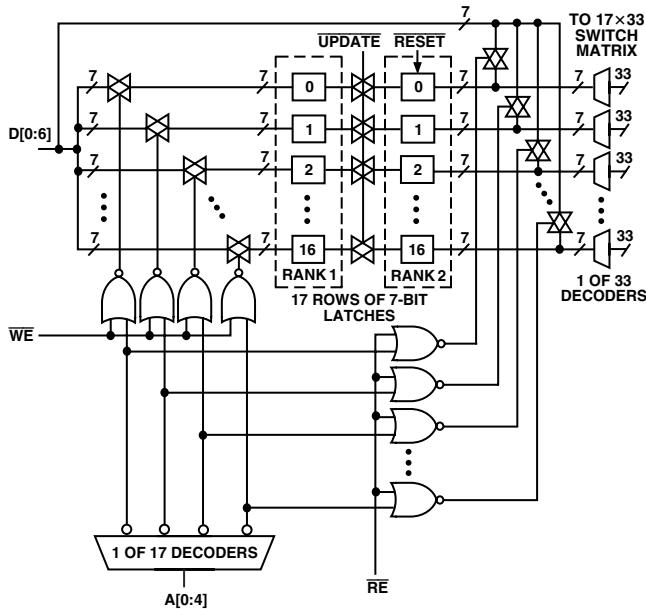 7
TO 17×33
SWITCH
MATRIX
UPDATE
RESET
7
7
0
0
7
7
33
7
7
1
1
7
7
33
D[0:6]
7
7
2
2
7
7
33
7
7
16
16
7
7
33
RANK 1
RANK 2
1 OF 33
DECODERS
17 ROWS OF 7-BIT
LATCHES
WE
1 OF 17 DECODERS
A[0:4]
RE